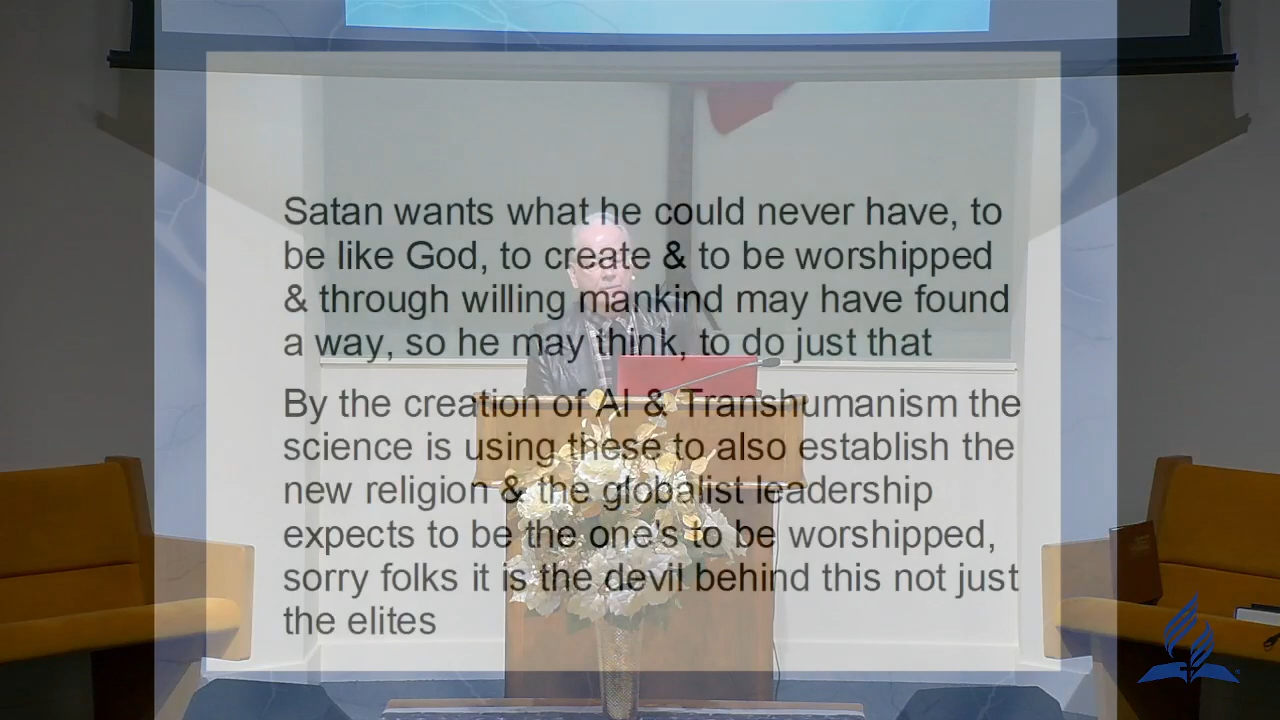 Satan wants what he could never have, to
be like God, to create & to be worshipped
& through willing mankind may have found
a way, so he may think, to do just that
By the creation of AI & Transhumanism the
science is using these to also establish the
new religion & the globalist leadership
expects to be the one's to be worshipped,
sorry folks it is the devil behind this not just
the elites